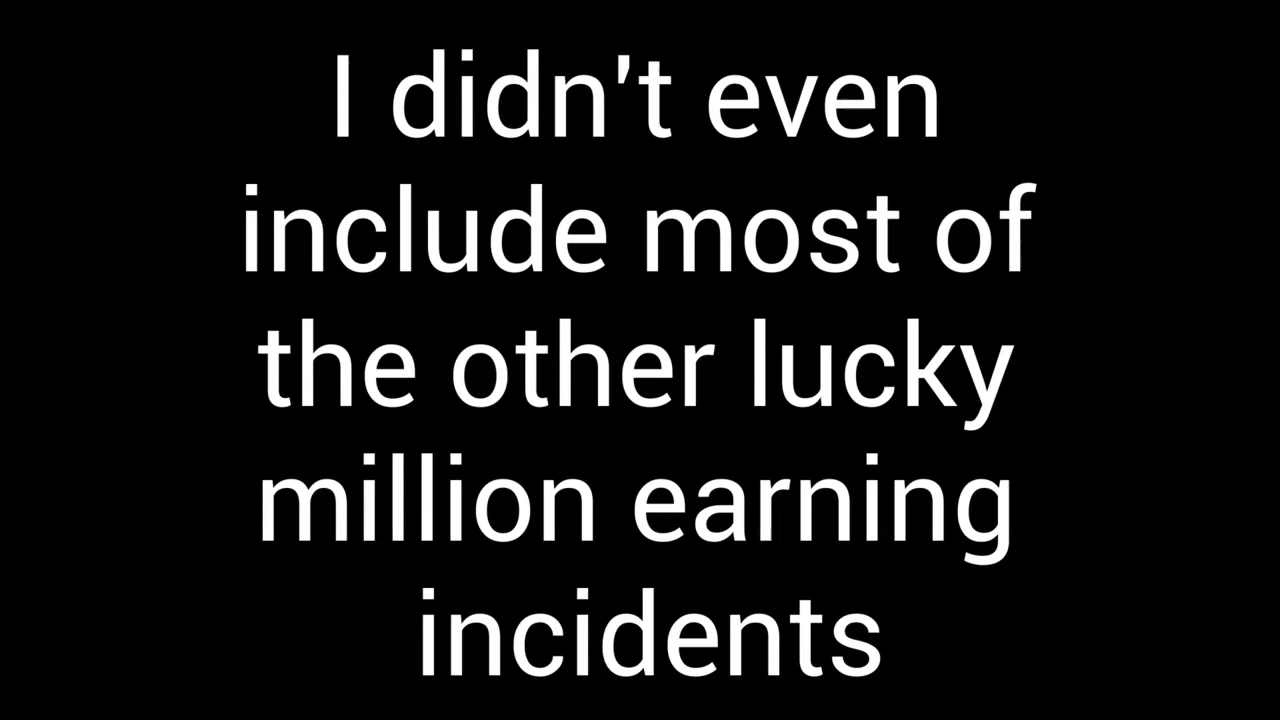 I didn't even
include most of
the other lucky
million earning
incidents